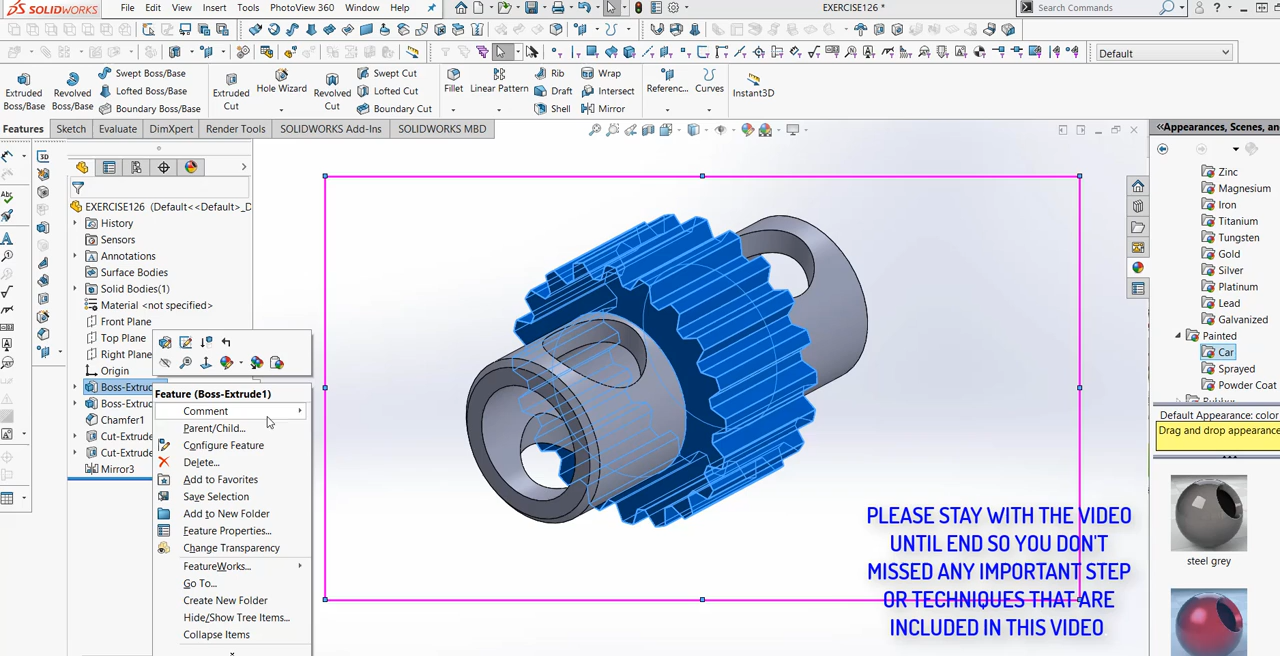 SOLIDWORKS File Edit View Insert Tools PhotoView 360 Window Help EXERCISE126 * Search Commands
Default
Extruded Boss/Base
Revolved Boss/Base
Swept Boss/Base
Lofted Boss/Base
Boundary Boss/Base
Extruded Cut
Hole Wizard
Revolved Cut
Swept Cut
Lofted Cut
Boundary Cut
Fillet
Linear Pattern
Rib
Draft
Shell
Wrap
Intersect
Mirror
Referenc...
Curves
Instant3D
Features Sketch Evaluate DimXpert Render Tools SOLIDWORKS Add-Ins SOLIDWORKS MBD
EXERCISE126 (Default<<Default>_D
History
Sensors
Annotations
Surface Bodies
Solid Bodies(1)
Material <not specified>
Front Plane
Top Plane
Right Plane
Origin
Boss-Extrud
Boss-Extrud
Chamfer1
Cut-Extrude
Cut-Extrude
Mirror3
Feature (Boss-Extrude1)
Comment
Parent/Child...
Configure Feature
Delete...
Add to Favorites
Save Selection
Add to New Folder
Feature Properties...
Change Transparency
FeatureWorks...
Go To...
Create New Folder
Hide/Show Tree Items...
Collapse Items
PLEASE STAY WITH THE VIDEO
UNTIL END SO YOU DON'T
MISSED ANY IMPORTANT STEP
OR TECHNIQUES THAT ARE
INCLUDED IN THIS VIDEO
Appearances, Scenes, an
Zinc
Magnesium
Iron
Titanium
Tungsten
Gold
Silver
Platinum
Lead
Galvanized
Painted
Car
Sprayed
Powder Coat
Default Appearance: color
Drag and drop appearance
steel grey